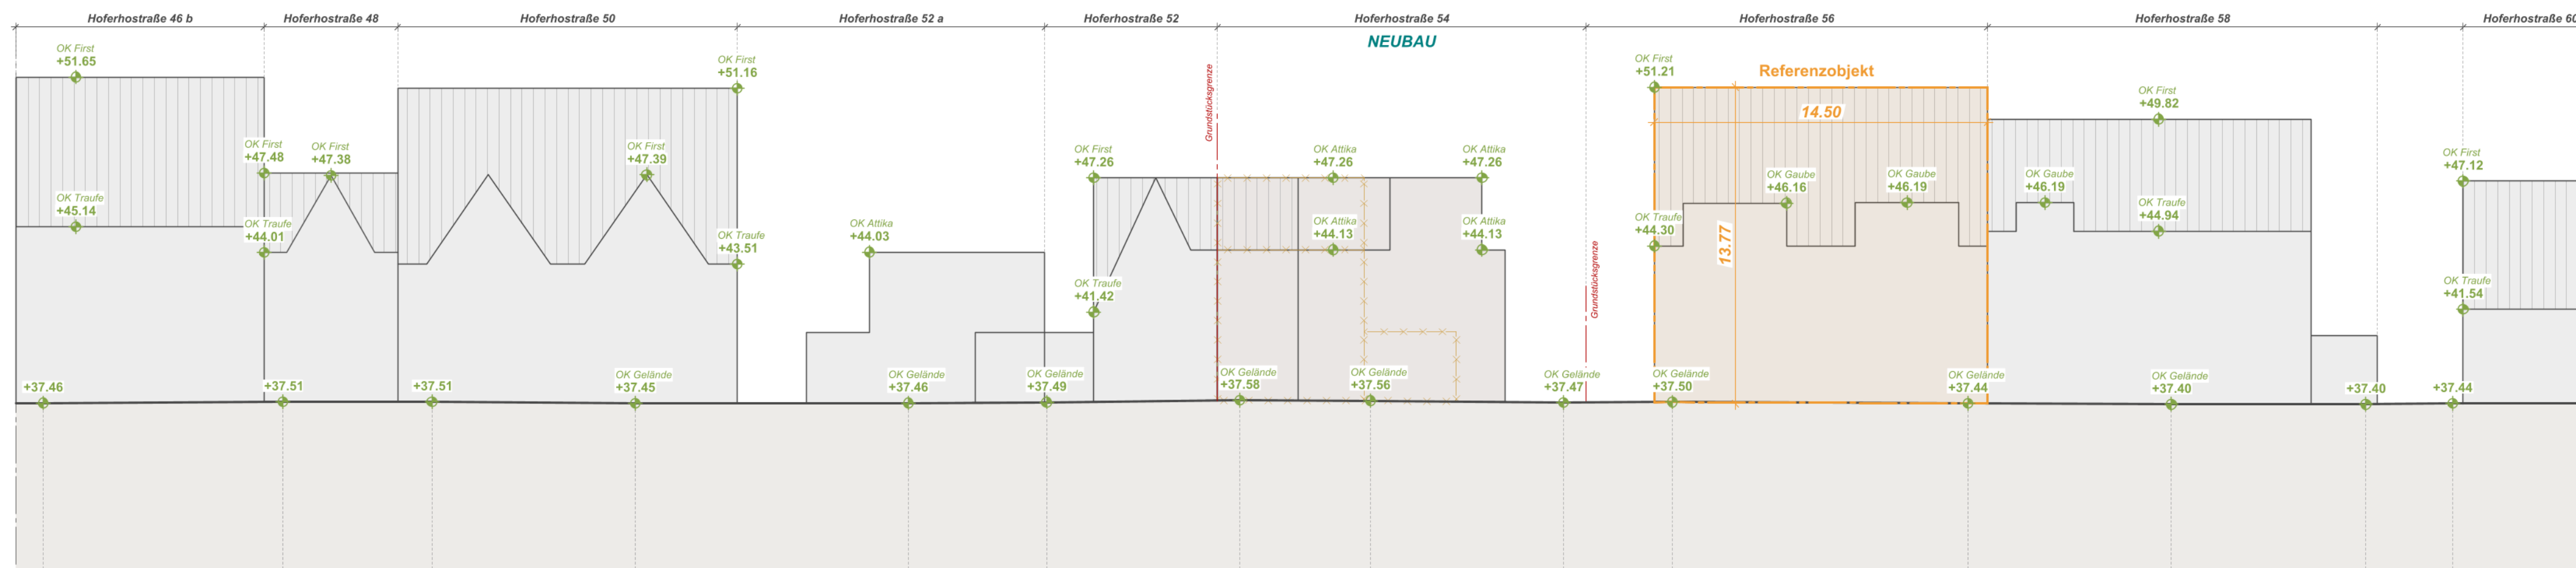 Hoferhostraße 46 b
Hoferhostraße 48
Hoferhostraße 50
Hoferhostraße 52 a
Hoferhostraße 52
Hoferhostraße 54
Hoferhostraße 56
Hoferhostraße 58
Hoferhostraße 60
NEUBAU
OK First
+51.65
OK Traufe
+45.14
+37.46
OK First
+47.48
OK First
+47.38
OK Traufe
+44.01
+37.51
OK First
+51.16
OK First
+47.39
OK Traufe
+43.51
+37.51
OK Gelände
+37.45
OK Attika
+44.03
OK Gelände
+37.46
OK Gelände
+37.49
OK First
+47.26
OK Traufe
+41.42
Grundstücksgrenze
OK Attika
+47.26
OK Attika
+47.26
OK Attika
+44.13
OK Attika
+44.13
OK Gelände
+37.58
OK Gelände
+37.56
OK Gelände
+37.47
Grundstücksgrenze
OK First
+51.21
Referenzobjekt
14.50
OK Gaube
+46.16
OK Gaube
+46.19
OK Traufe
+44.30
13.77
OK Gelände
+37.50
OK Gelände
+37.44
OK First
+49.82
OK Gaube
+46.19
OK Traufe
+44.94
OK Gelände
+37.40
+37.40
OK First
+47.12
OK Traufe
+41.54
+37.44